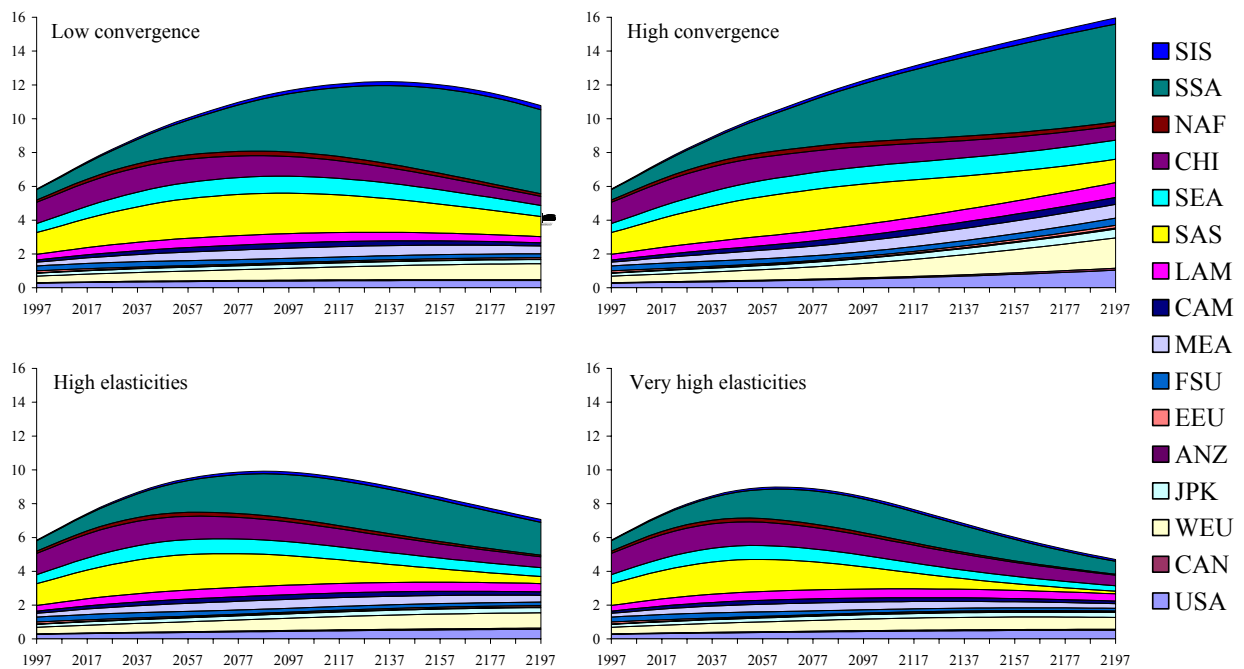 Low convergence
16
14
12
10
8
6
4
2
0
1997 2017 2037 2057 2077 2097 2117 2137 2157 2177 2197
High convergence
16
14
12
10
8
6
4
2
0
1997 2017 2037 2057 2077 2097 2117 2137 2157 2177 2197
High elasticities
16
14
12
10
8
6
4
2
0
1997 2017 2037 2057 2077 2097 2117 2137 2157 2177 2197
Very high elasticities
16
14
12
10
8
6
4
2
0
1997 2017 2037 2057 2077 2097 2117 2137 2157 2177 2197
SIS
SSA
NAF
CHI
SEA
SAS
LAM
CAM
MEA
FSU
EEU
ANZ
JPK
WEU
CAN
USA